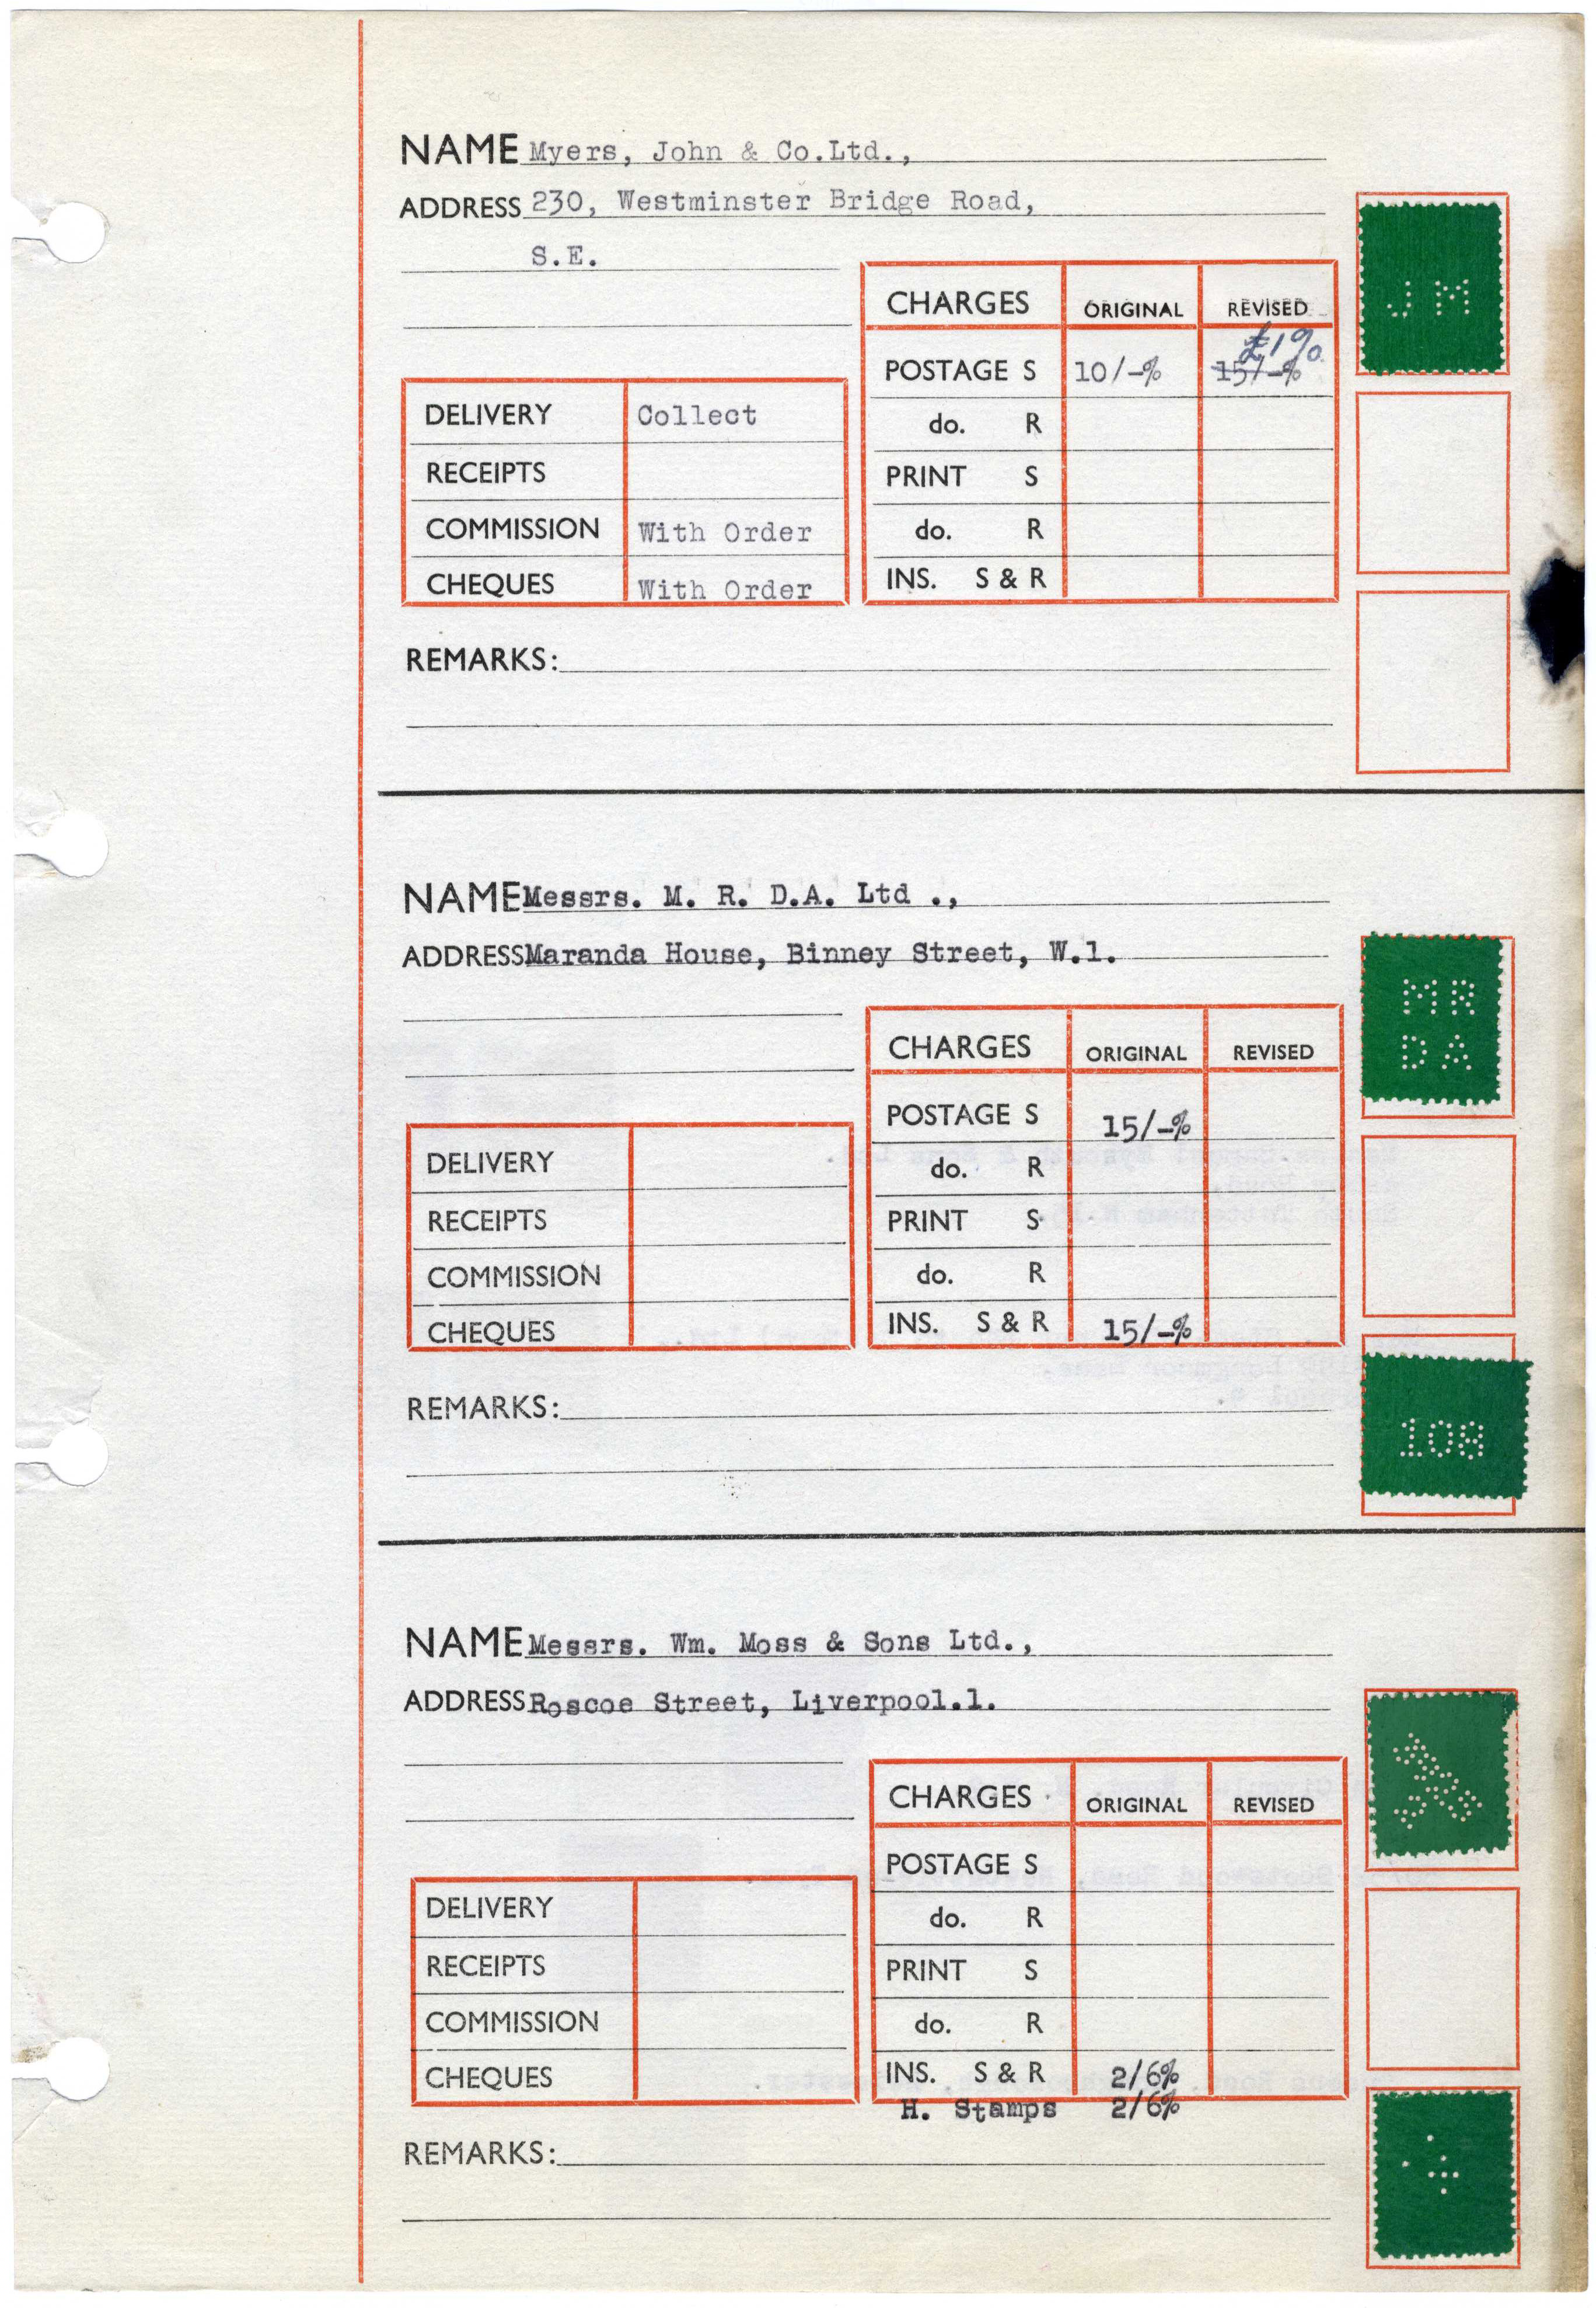 NAME Myers, John & Co.Ltd.,
ADDRESS 230, Westminster Bridge Road,
S.E.
CHARGES ORIGINAL REVISED
£1%
POSTAGE S 10/-% 15/-%
do. R
PRINT S
do. R
INS. S & R
DELIVERY Collect
RECEIPTS
COMMISSION With Order
CHEQUES With Order
REMARKS:
J M
NAME Messrs. M. R. D.A. Ltd .,
ADDRESS Maranda House, Binney Street, W.1.
CHARGES ORIGINAL REVISED
POSTAGE S 15/-%
do. R
PRINT S
do. R
INS. S & R 15/-%
DELIVERY
RECEIPTS
COMMISSION
CHEQUES
REMARKS:
MR
DA
108
NAME Messrs. Wm. Moss & Sons Ltd.,
ADDRESS Roscoe Street, Liverpool.1.
CHARGES ORIGINAL REVISED
POSTAGE S
do. R
PRINT S
do. R
INS. S & R 2/6%
H. Stamps 2/6%
DELIVERY
RECEIPTS
COMMISSION
CHEQUES
REMARKS: